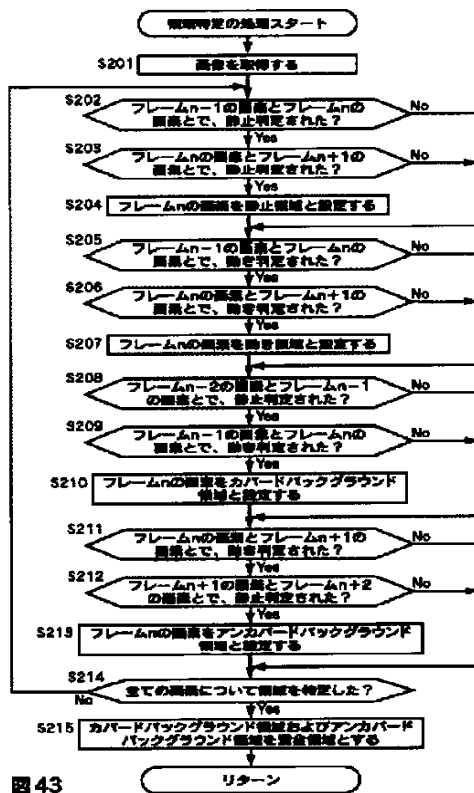 領域特定の処理スタート
S201 画像を取得する
S202 フレームn−1の画素とフレームnの
画素とで、静止判定された？
No
Yes
S203 フレームnの画素とフレームn+1の
画素とで、静止判定された？
No
Yes
S204 フレームnの画素を静止領域と設定する
S205 フレームn−1の画素とフレームnの
画素とで、動き判定された？
No
Yes
S206 フレームnの画素とフレームn+1の
画素とで、動き判定された？
No
Yes
S207 フレームnの画素を動き領域と設定する
S208 フレームn−2の画素とフレームn−1
の画素とで、静止判定された？
No
Yes
S209 フレームn−1の画素とフレームnの
画素とで、動き判定された？
No
Yes
S210 フレームnの画素をカバードバックグラウンド
領域と設定する
S211 フレームnの画素とフレームn+1の
画素とで、動き判定された？
No
Yes
S212 フレームn+1の画素とフレームn+2
の画素とで、静止判定された？
No
Yes
S213 フレームnの画素をアンカバードバックグラウンド
領域と設定する
S214 全ての画素について領域を特定した？
No
Yes
S215 カバードバックグラウンド領域およびアンカバード
バックグラウンド領域を混合領域とする
リターン
図43